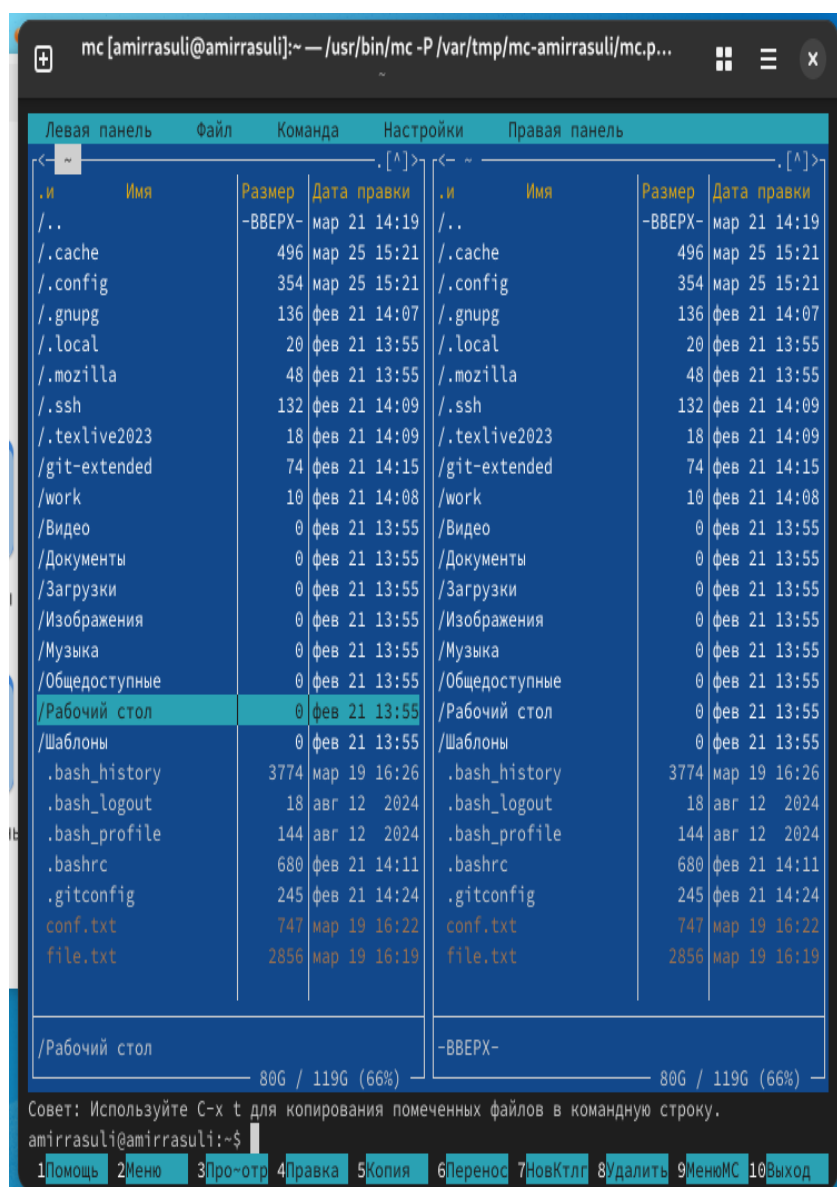 mc [amirrasuli@amirrasuli]:~ — /usr/bin/mc -P /var/tmp/mc-amirrasuli/mc.p…
~
Левая панель Файл Команда Настройки Правая панель
<— ~ .[^]> <— ~ .[^]>
.и Имя Размер Дата правки .и Имя Размер Дата правки
/.. -ВВЕРХ- мар 21 14:19 /.. -ВВЕРХ- мар 21 14:19
/.cache 496 мар 25 15:21 /.cache 496 мар 25 15:21
/.config 354 мар 25 15:21 /.config 354 мар 25 15:21
/.gnupg 136 фев 21 14:07 /.gnupg 136 фев 21 14:07
/.local 20 фев 21 13:55 /.local 20 фев 21 13:55
/.mozilla 48 фев 21 13:55 /.mozilla 48 фев 21 13:55
/.ssh 132 фев 21 14:09 /.ssh 132 фев 21 14:09
/.texlive2023 18 фев 21 14:09 /.texlive2023 18 фев 21 14:09
/git-extended 74 фев 21 14:15 /git-extended 74 фев 21 14:15
/work 10 фев 21 14:08 /work 10 фев 21 14:08
/Видео 0 фев 21 13:55 /Видео 0 фев 21 13:55
/Документы 0 фев 21 13:55 /Документы 0 фев 21 13:55
/Загрузки 0 фев 21 13:55 /Загрузки 0 фев 21 13:55
/Изображения 0 фев 21 13:55 /Изображения 0 фев 21 13:55
/Музыка 0 фев 21 13:55 /Музыка 0 фев 21 13:55
/Общедоступные 0 фев 21 13:55 /Общедоступные 0 фев 21 13:55
/Рабочий стол 0 фев 21 13:55 /Рабочий стол 0 фев 21 13:55
/Шаблоны 0 фев 21 13:55 /Шаблоны 0 фев 21 13:55
.bash_history 3774 мар 19 16:26 .bash_history 3774 мар 19 16:26
.bash_logout 18 авг 12 2024 .bash_logout 18 авг 12 2024
.bash_profile 144 авг 12 2024 .bash_profile 144 авг 12 2024
.bashrc 680 фев 21 14:11 .bashrc 680 фев 21 14:11
.gitconfig 245 фев 21 14:24 .gitconfig 245 фев 21 14:24
conf.txt 747 мар 19 16:22 conf.txt 747 мар 19 16:22
file.txt 2856 мар 19 16:19 file.txt 2856 мар 19 16:19
/Рабочий стол -ВВЕРХ-
80G / 119G (66%) 80G / 119G (66%)
Совет: Используйте C-x t для копирования помеченных файлов в командную строку.
amirrasuli@amirrasuli:~$
1Помощь 2Меню 3Про~отр 4Правка 5Копия 6Перенос 7НовКтлг 8Удалить 9МенюMC 10Выход